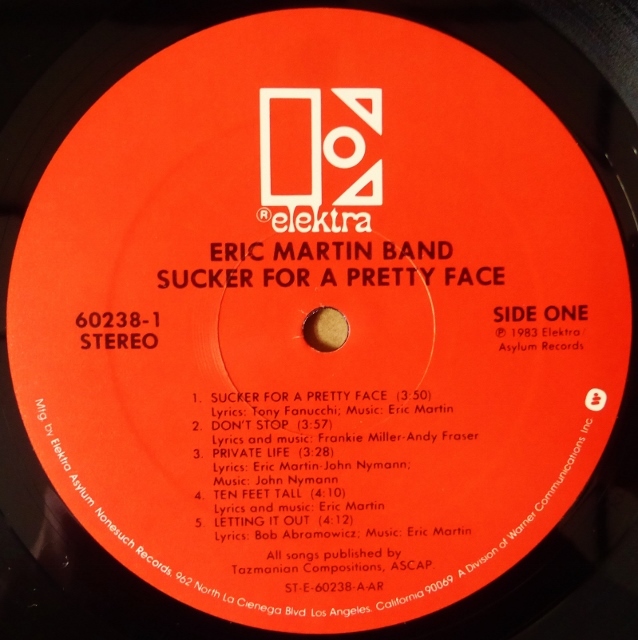 ® elektra
ERIC MARTIN BAND
SUCKER FOR A PRETTY FACE
60238-1
STEREO
SIDE ONE
℗ 1983 Elektra/
Asylum Records
1. SUCKER FOR A PRETTY FACE (3:50)
Lyrics: Tony Fanucchi; Music: Eric Martin
2. DON'T STOP (3:57)
Lyrics and music: Frankie Miller-Andy Fraser
3. PRIVATE LIFE (3:28)
Lyrics: Eric Martin-John Nymann;
Music: John Nymann
4. TEN FEET TALL (4:10)
Lyrics and music: Eric Martin
5. LETTING IT OUT (4:12)
Lyrics: Bob Abramowicz; Music: Eric Martin
All songs published by
Tazmanian Compositions, ASCAP.
ST-E-60238-A-AR
Mfg. by Elektra/Asylum/Nonesuch Records, 962 North La Cienega Blvd. Los Angeles, California 90069. A Division of Warner Communications Inc.